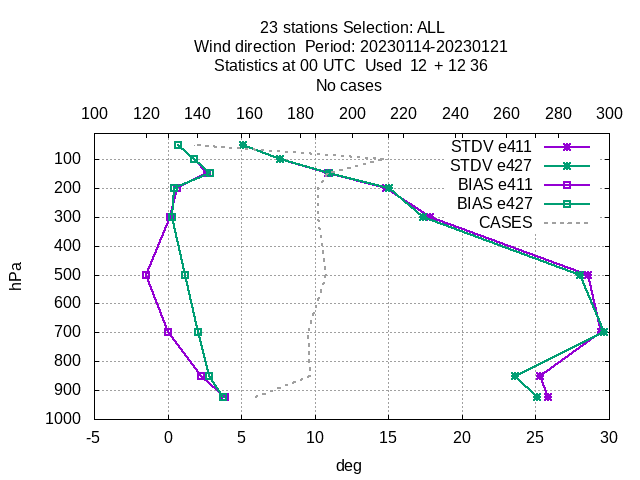 23 stations Selection: ALL
Wind direction  Period: 20230114-20230121
Statistics at 00 UTC  Used  12  + 12 36
No cases
100 120 140 160 180 200 220 240 260 280 300
STDV e411
STDV e427
BIAS e411
BIAS e427
CASES
100
200
300
400
500
600
700
800
900
1000
hPa
-5 0 5 10 15 20 25 30
deg